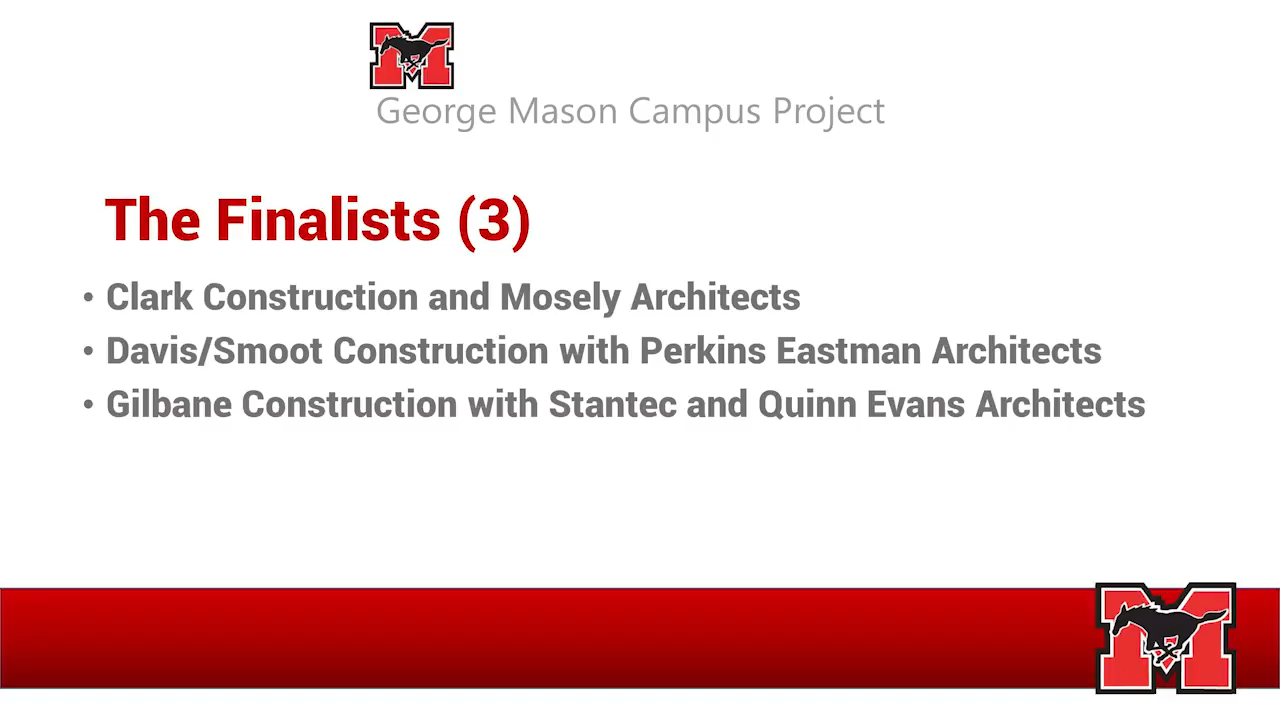 George Mason Campus Project
The Finalists (3)
• Clark Construction and Mosely Architects
• Davis/Smoot Construction with Perkins Eastman Architects
• Gilbane Construction with Stantec and Quinn Evans Architects
M
M